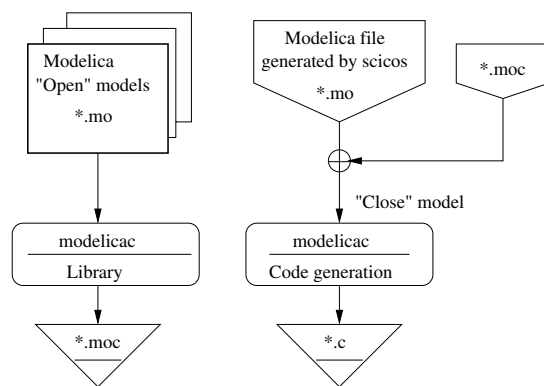 Modelica
"Open" models
*.mo
modelicac
Library
*.moc
Modelica file
generated by scicos
*.mo
*.moc
"Close" model
modelicac
Code generation
*.c